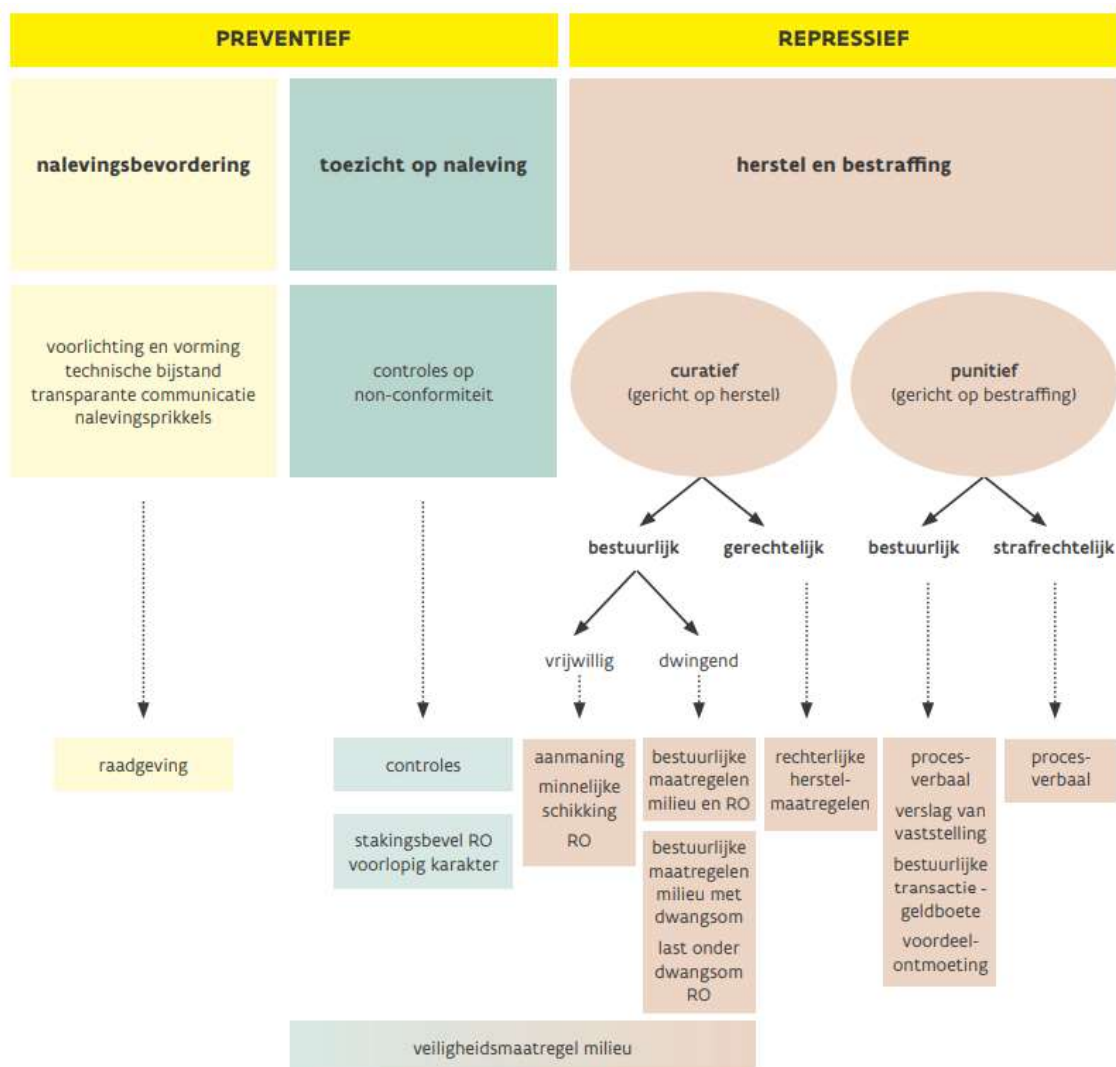 PREVENTIEF
REPRESSIEF
nalevingsbevordering
toezicht op naleving
herstel en bestraffing
voorlichting en vorming
technische bijstand
transparante communicatie
nalevingsprikkels
controles op
non-conformiteit
curatief
(gericht op herstel)
punitief
(gericht op bestraffing)
bestuurlijk
gerechtelijk
bestuurlijk
strafrechtelijk
vrijwillig
dwingend
raadgeving
controles
stakingsbevel RO
voorlopig karakter
aanmaning
minnelijke
schikking
RO
bestuurlijke
maatregelen
milieu en RO
bestuurlijke
maatregelen
milieu met
dwangsom
last onder
dwangsom
RO
rechterlijke
herstel-
maatregelen
proces-
verbaal
verslag van
vaststelling
bestuurlijke
transactie -
geldboete
voordeel-
ontmoeting
proces-
verbaal
veiligheidsmaatregel milieu